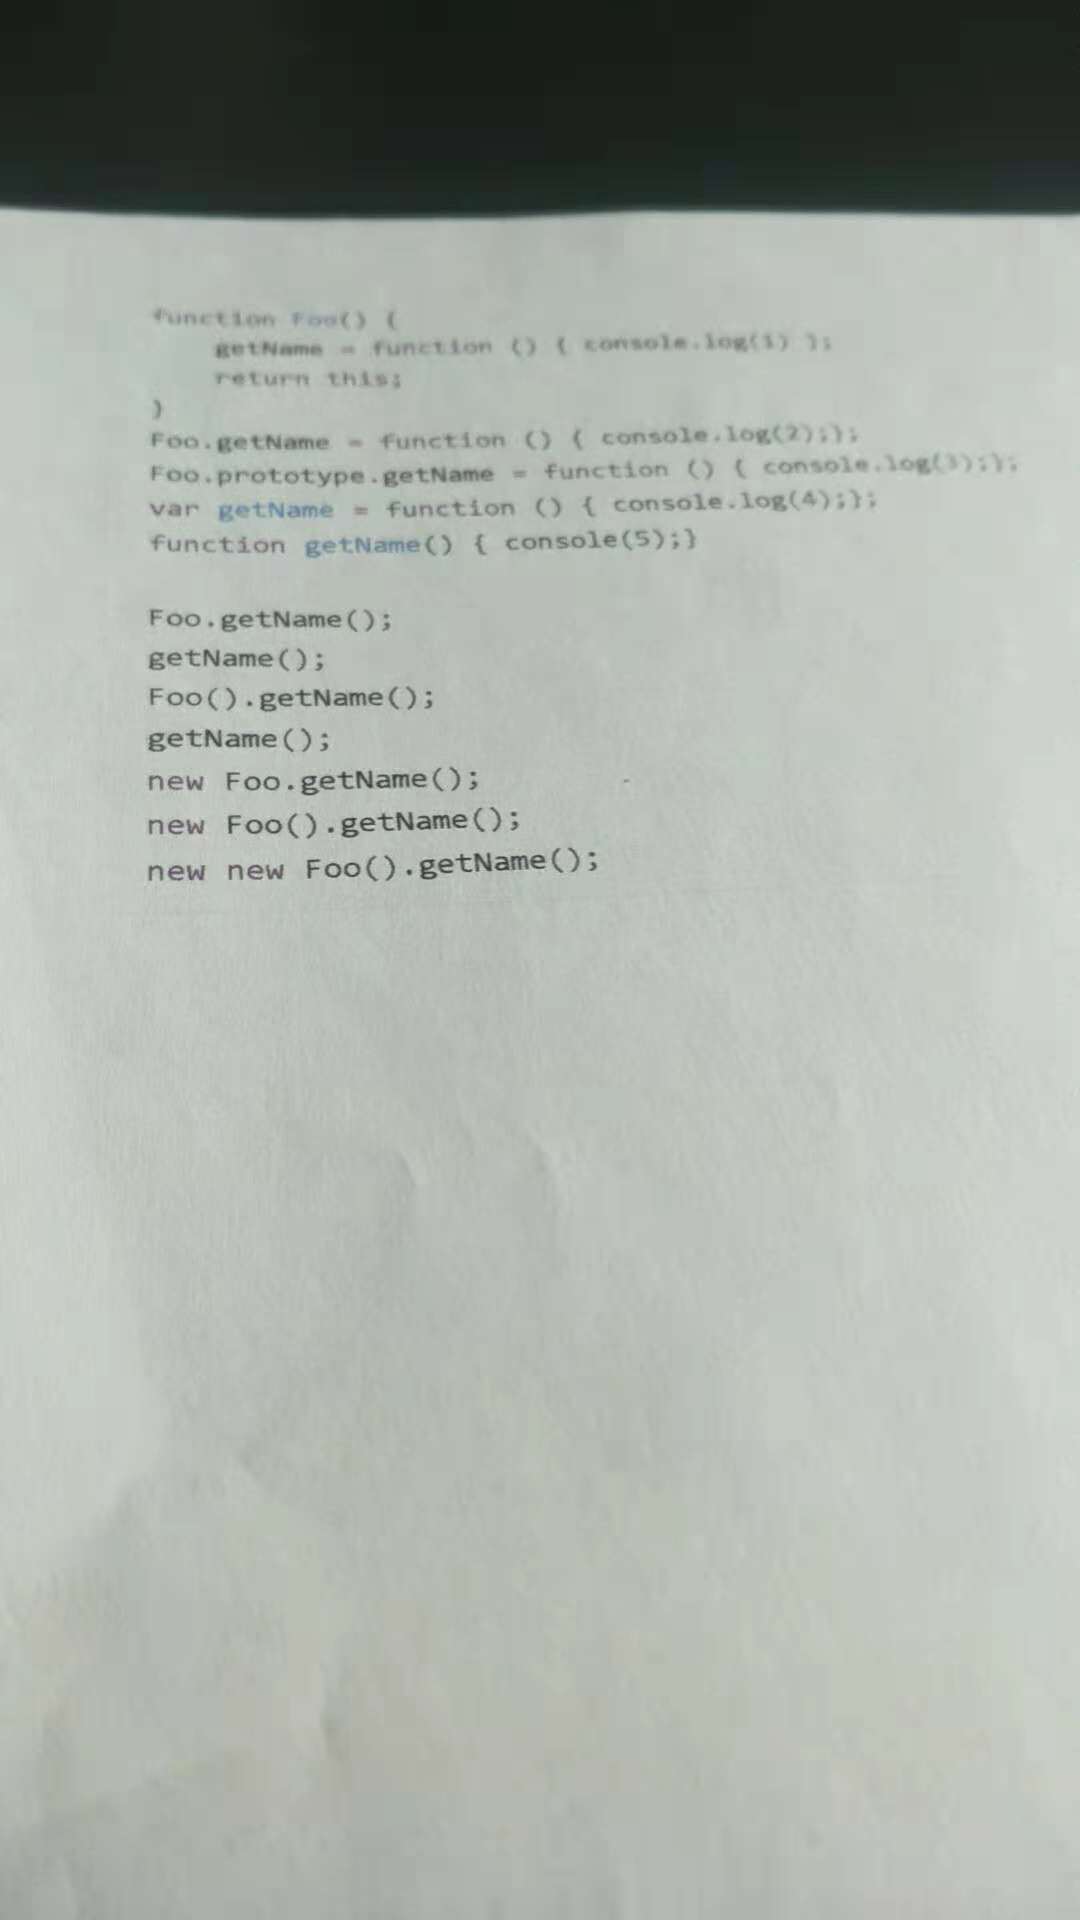 function Foo() {
getName = function () { console.log(1) };
return this;
}
Foo.getName = function () { console.log(2);};
Foo.prototype.getName = function () { console.log(3);};
var getName = function () { console.log(4);};
function getName() { console(5);}
Foo.getName();
getName();
Foo().getName();
getName();
new Foo.getName();
new Foo().getName();
new new Foo().getName();